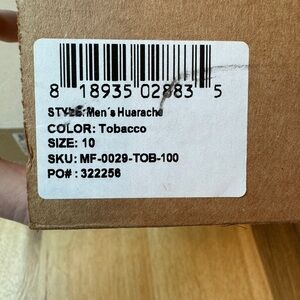 8 18935 02883 5
STYLE: Men's Huarache
COLOR: Tobacco
SIZE: 10
SKU: MF-0029-TOB-100
PO# : 322256